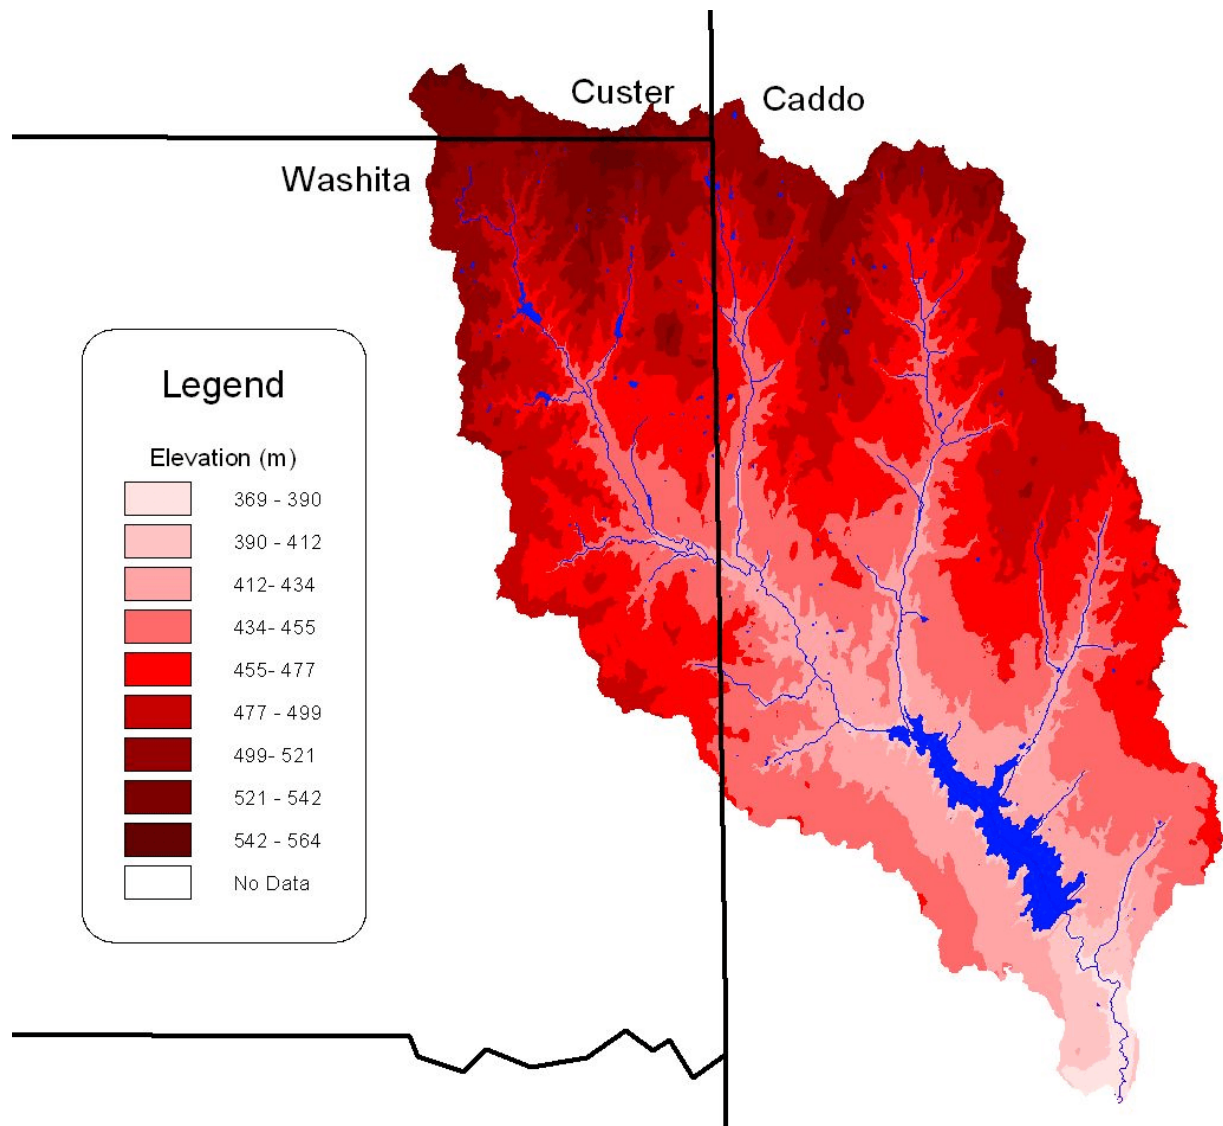 Custer
Caddo
Washita
Legend
Elevation (m)
369 - 390
390 - 412
412- 434
434- 455
455- 477
477 - 499
499- 521
521 - 542
542 - 564
No Data